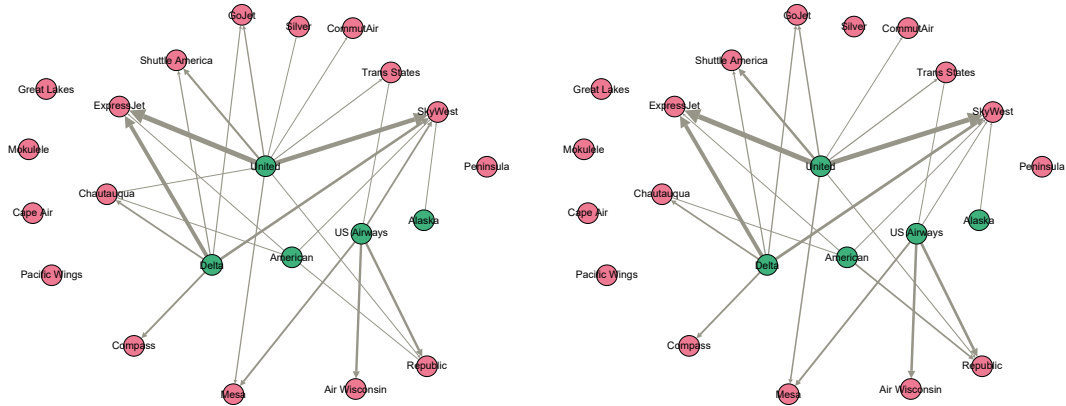 GoJet
Silver
CommutAir
Shuttle America
Trans States
Great Lakes
ExpressJet
SkyWest
Mokulele
United
Peninsula
Chautauqua
Cape Air
Alaska
US Airways
American
Delta
Pacific Wings
Compass
Republic
Air Wisconsin
Mesa
GoJet
Silver
CommutAir
Shuttle America
Trans States
Great Lakes
ExpressJet
SkyWest
Mokulele
United
Peninsula
Chautauqua
Cape Air
Alaska
US Airways
American
Delta
Pacific Wings
Compass
Republic
Air Wisconsin
Mesa